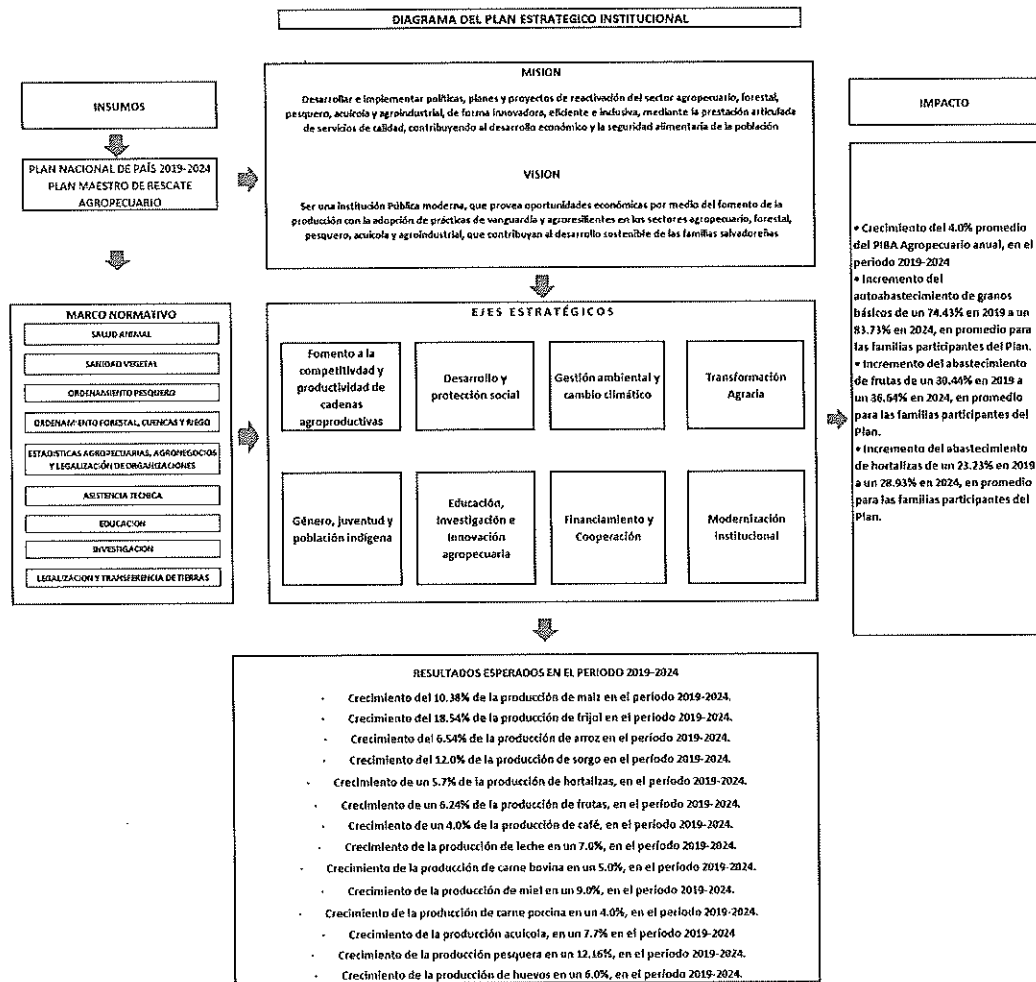 DIAGRAMA DEL PLAN ESTRATEGICO INSTITUCIONAL
INSUMOS
PLAN NACIONAL DE PAÍS 2019-2024
PLAN MAESTRO DE RESCATE
AGROPECUARIO
MISION
Desarrollar e implementar políticas, planes y proyectos de reactivación del sector agropecuario, forestal,
pesquero, acuícola y agroindustrial, de forma innovadora, eficiente e inclusiva, mediante la prestación articulada
de servicios de calidad, contribuyendo al desarrollo económico y la seguridad alimentaria de la población
VISION
Ser una institución Pública moderna, que provea oportunidades económicas por medio del fomento de la
producción con la adopción de prácticas de vanguardia y agroresilientes en los sectores agropecuario, forestal,
pesquero, acuícola y agroindustrial, que contribuyan al desarrollo sostenible de las familias salvadoreñas
MARCO NORMATIVO
SALUD ANIMAL
SANIDAD VEGETAL
ORDENAMIENTO PESQUERO
ORDENAMIENTO FORESTAL, CUENCAS Y RIEGO
ESTADISTICAS AGROPECUARIAS, AGRONEGOCIOS
Y LEGALIZACIÓN DE ORGANIZACIONES
ASISTENCIA TECNICA
EDUCACION
INVESTIGACION
LEGALIZACION Y TRANSFERENCIA DE TIERRAS
EJES ESTRATÉGICOS
Fomento a la
competitivdad y
productividad de
cadenas
agroproductivas
Desarrollo y
protección social
Gestión ambiental y
cambio climático
Transformación
Agraria
Género, juventud y
población indígena
Educación,
Investigación e
Innovación
agropecuaria
Financiamiento y
Cooperación
Modernización
Institucional
IMPACTO
• Crecimiento del 4.0% promedio
del PIBA Agropecuario anual, en el
periodo 2019-2024
• Incremento del
autoabastecimiento de granos
básicos de un 74.43% en 2019 a un
83.73% en 2024, en promedio para
las familias participantes del Plan.
• Incremento del abastecimiento
de frutas de un 30.44% en 2019 a
un 36.64% en 2024, en promedio
para las familias participantes del
Plan.
• Incremento del abastecimiento
de hortalizas de un 23.23% en 2019
a un 28.93% en 2024, en promedio
para las familias participantes del
Plan.
RESULTADOS ESPERADOS EN EL PERIODO 2019-2024
· Crecimiento del 10.38% de la producción de maíz en el período 2019-2024.
· Crecimiento del 18.54% de la producción de frijol en el período 2019-2024.
· Crecimiento del 6.54% de la producción de arroz en el período 2019-2024.
· Crecimiento del 12.0% de la producción de sorgo en el período 2019-2024.
· Crecimiento de un 5.7% de la producción de hortalizas, en el período 2019-2024.
· Crecimiento de un 6.24% de la producción de frutas, en el período 2019-2024.
· Crecimiento de un 4.0% de la producción de café, en el período 2019-2024.
· Crecimiento de la producción de leche en un 7.0%, en el período 2019-2024.
· Crecimiento de la producción de carne bovina en un 5.0%, en el período 2019-2024.
· Crecimiento de la producción de miel en un 9.0%, en el período 2019-2024.
· Crecimiento de la producción de carne porcina en un 4.0%, en el período 2019-2024.
· Crecimiento de la producción acuícola, en un 7.7% en el período 2019-2024
· Crecimiento de la producción pesquera en un 12.16%, en el período 2019-2024.
· Crecimiento de la producción de huevos en un 6.0%, en el período 2019-2024.